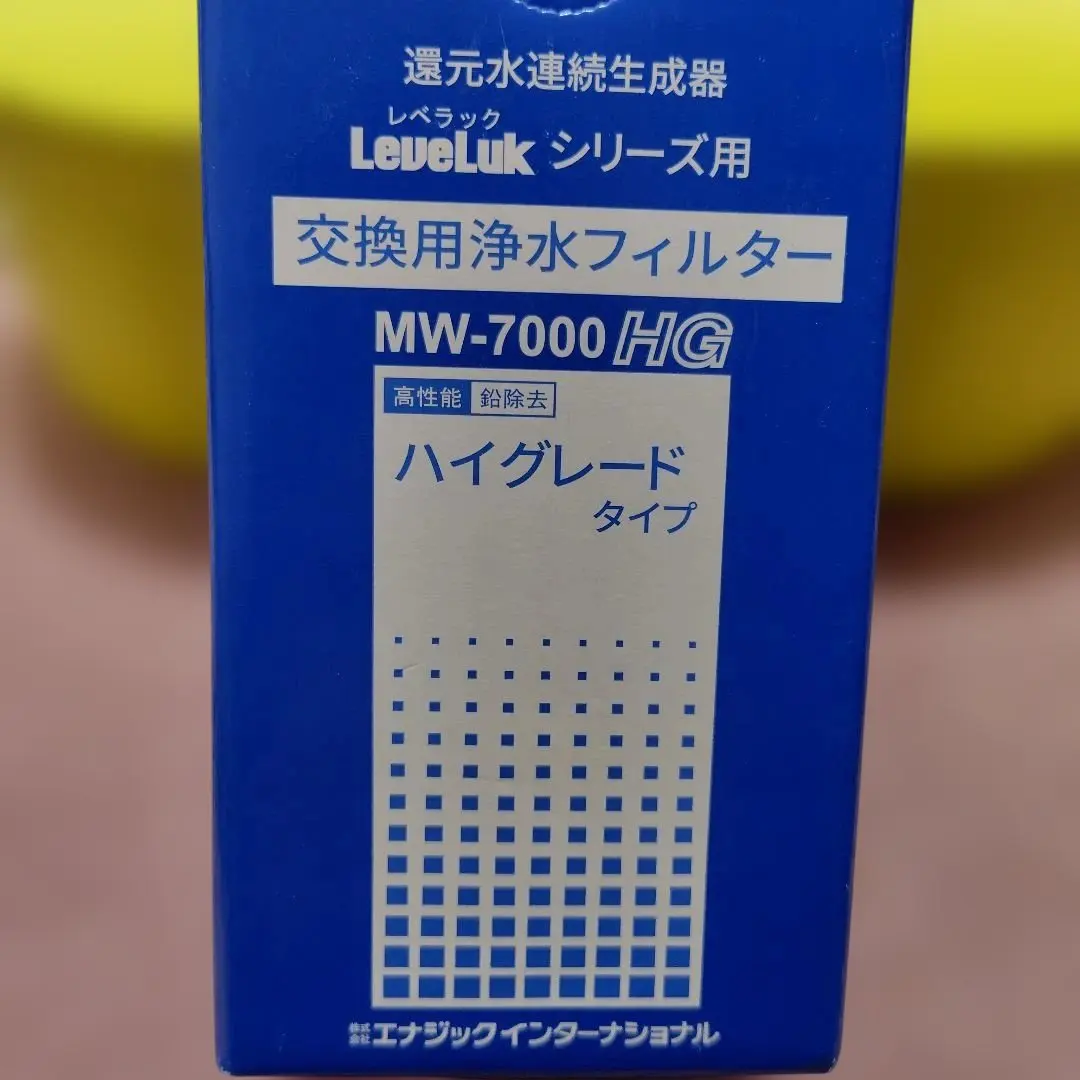 還元水連続生成器
レベラック
LeveLuk シリーズ用
交換用浄水フィルター
MW-7000 HG
高性能 鉛除去
ハイグレード
タイプ
株式会社 エナジックインターナショナル